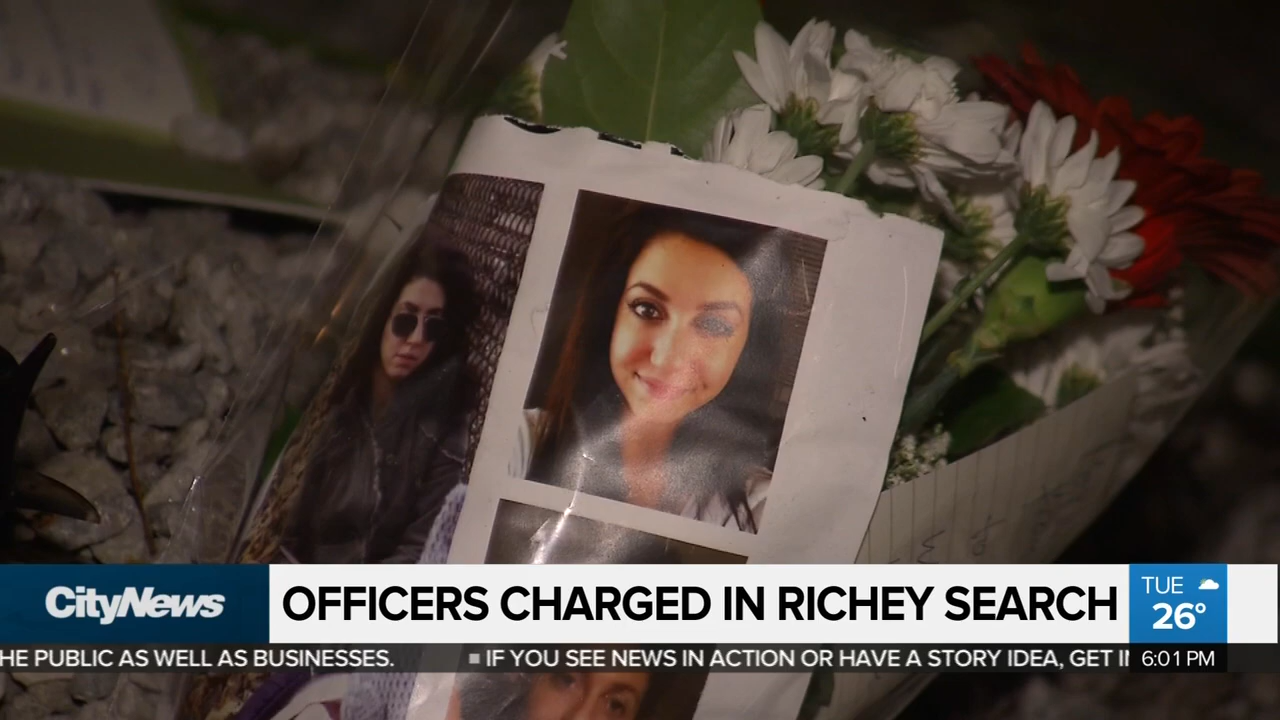 CityNews
OFFICERS CHARGED IN RICHEY SEARCH
TUE
26°
HE PUBLIC AS WELL AS BUSINESSES. ■ IF YOU SEE NEWS IN ACTION OR HAVE A STORY IDEA, GET I
6:01 PM